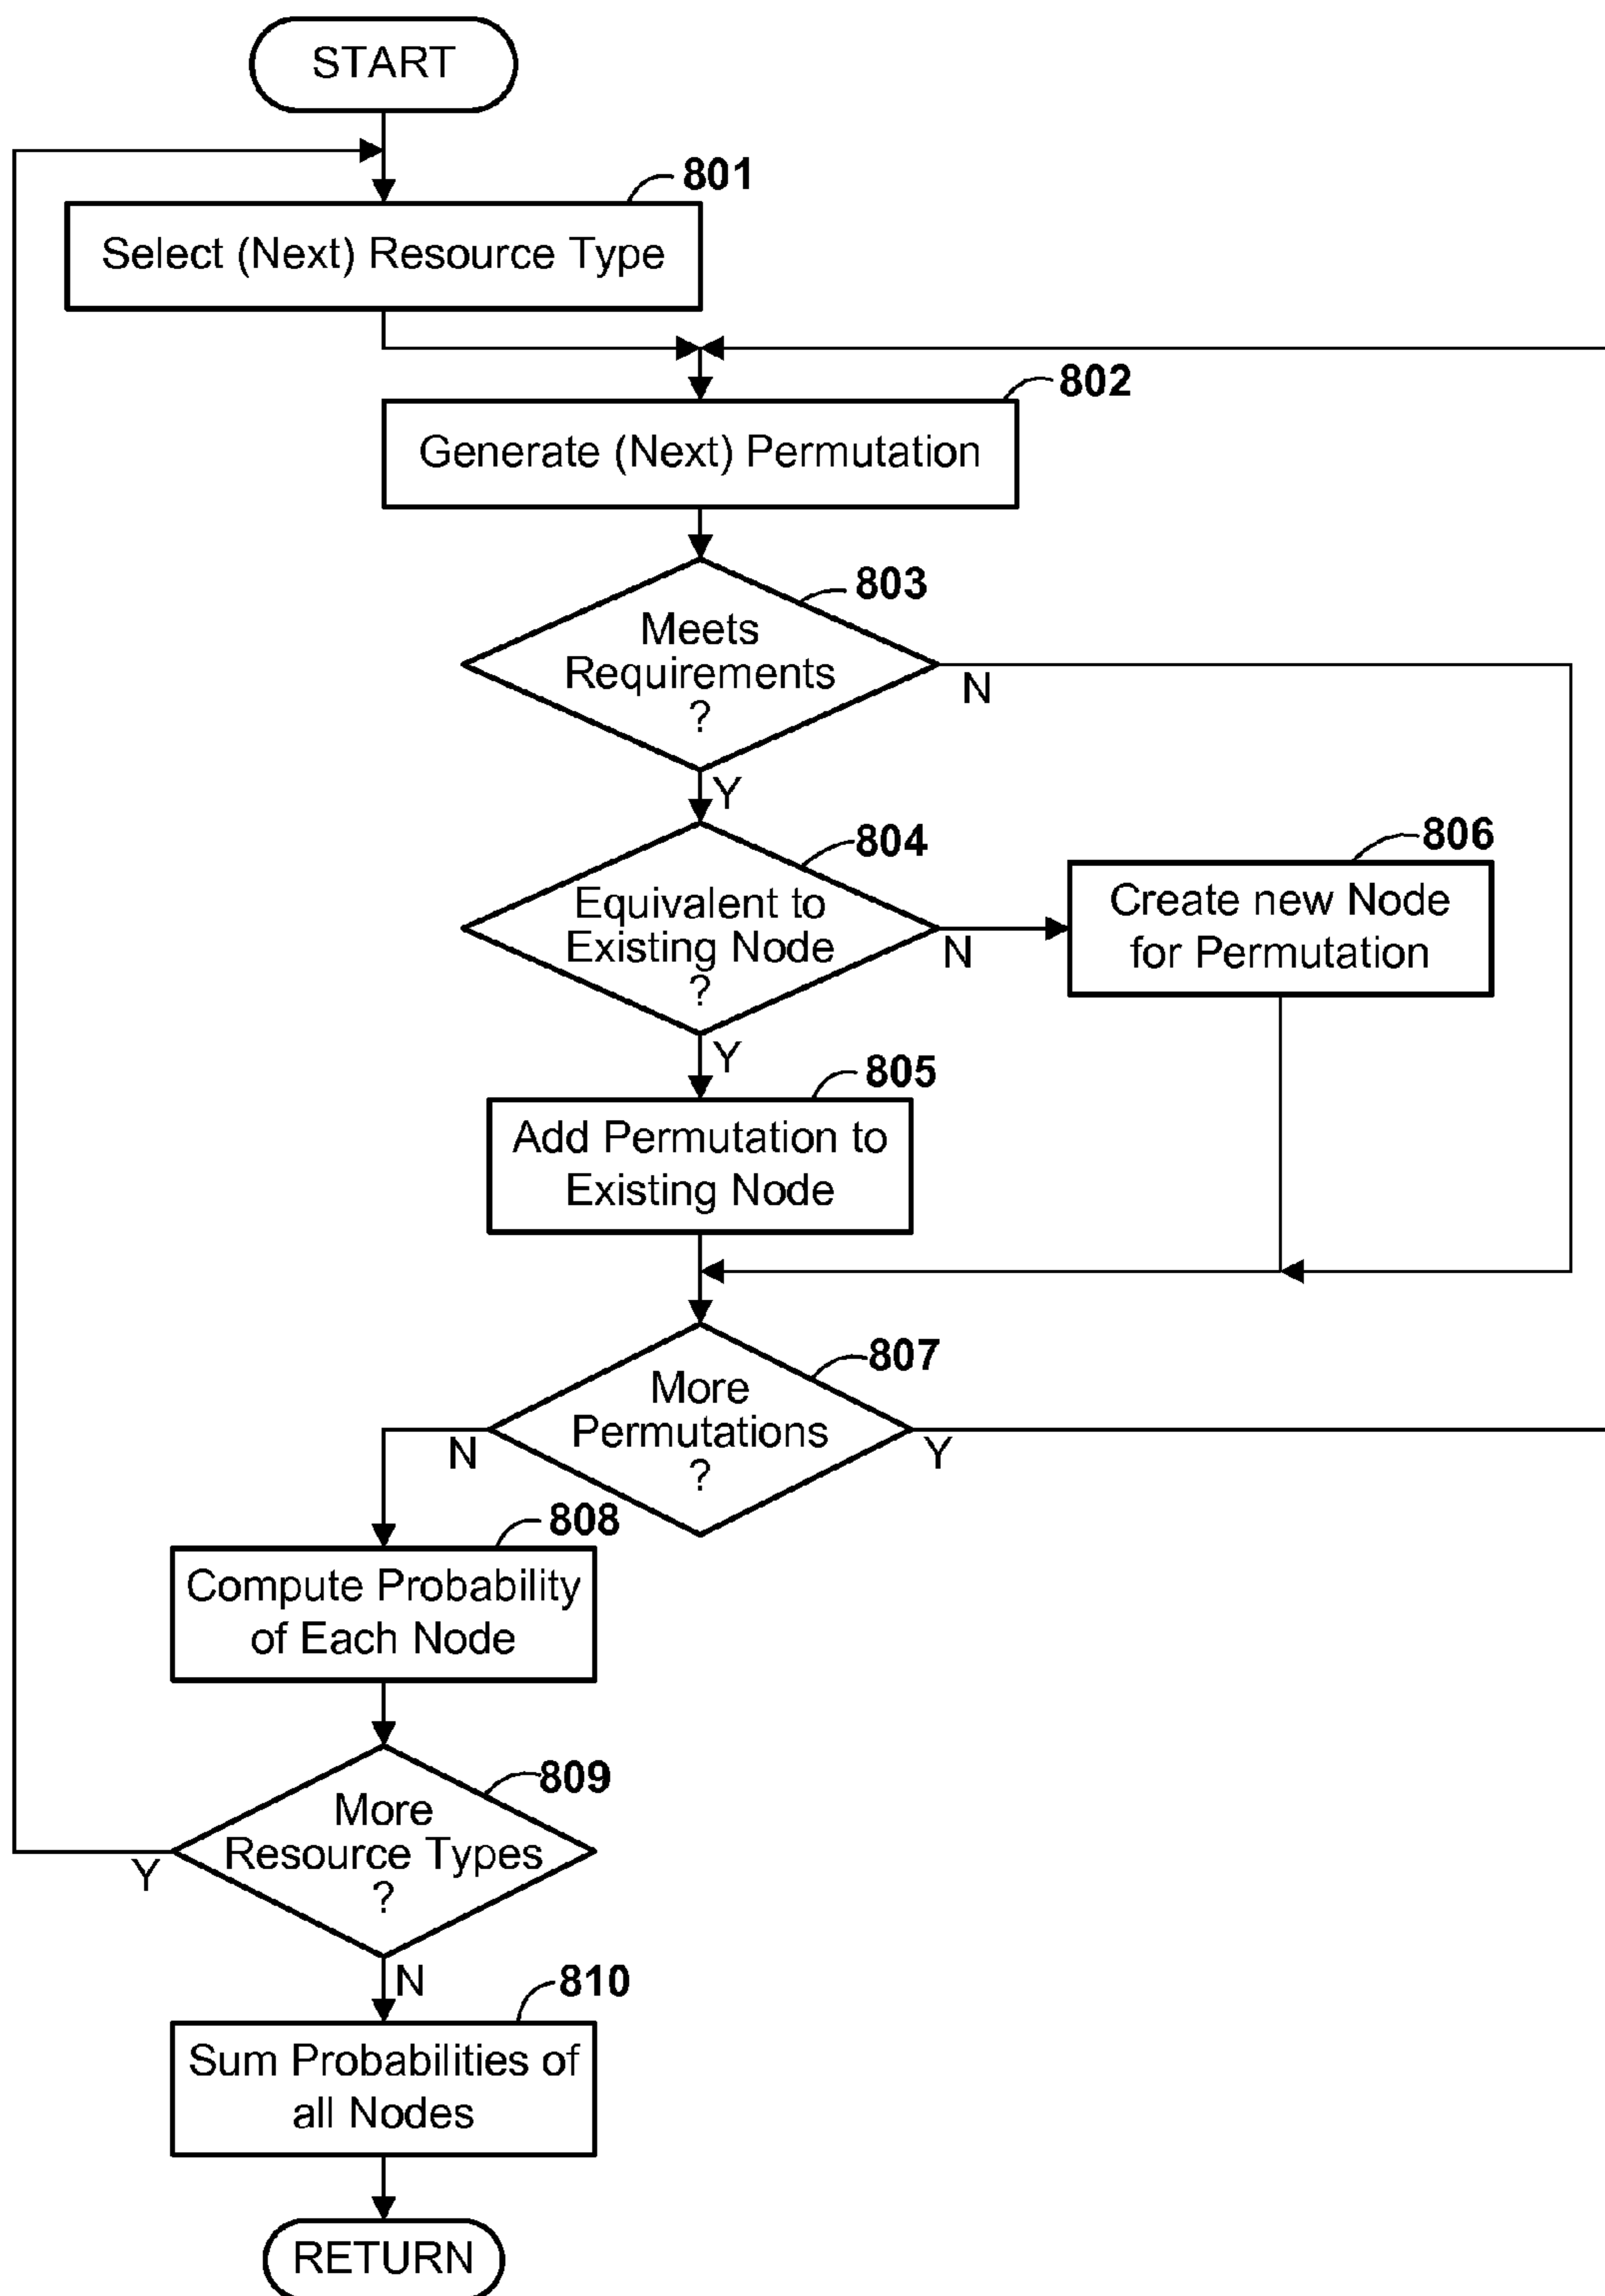 START
801
Select (Next) Resource Type
802
Generate (Next) Permutation
803
Meets
Requirements
?
N
Y
804
Equivalent to
Existing Node
?
N
806
Create new Node
for Permutation
Y
805
Add Permutation to
Existing Node
807
More
Permutations
?
N
Y
808
Compute Probability
of Each Node
809
More
Resource Types
?
Y
N
810
Sum Probabilities of
all Nodes
RETURN